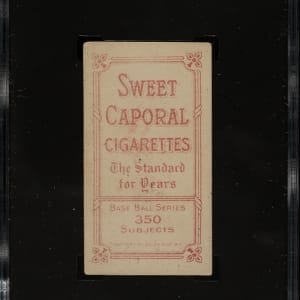 SWEET
CAPORAL
CIGARETTES
The Standard
for Years
BASE BALL SERIES
350
SUBJECTS